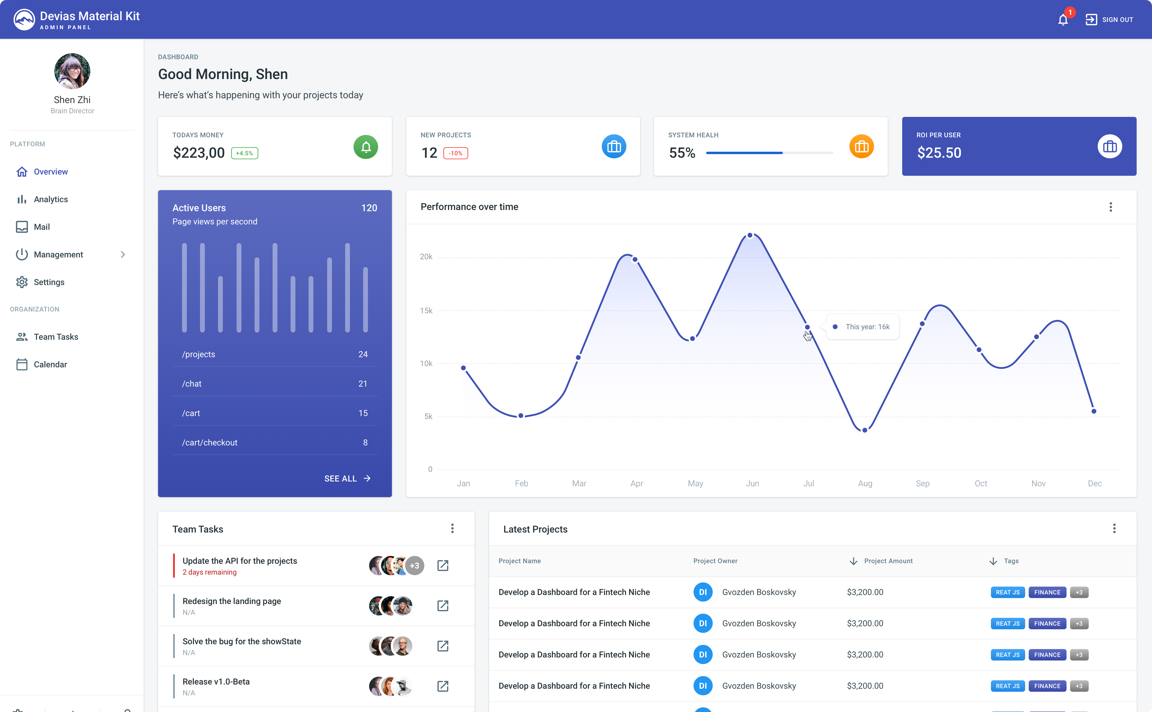 Devias Material Kit
ADMIN PANEL
1
SIGN OUT
Shen Zhi
Brain Director
PLATFORM
Overview
Analytics
Mail
Management
Settings
ORGANIZATION
Team Tasks
Calendar
DASHBOARD
Good Morning, Shen
Here's what's happening with your projects today
TODAYS MONEY
$223,00 +4.5%
NEW PROJECTS
12 -10%
SYSTEM HEALH
55%
ROI PER USER
$25.50
Active Users 120
Page views per second
/projects 24
/chat 21
/cart 15
/cart/checkout 8
SEE ALL
Performance over time
20k
15k
10k
5k
0
This year: 16k
Jan Feb Mar Apr May Jun Jul Aug Sep Oct Nov Dec
Team Tasks
Update the API for the projects
2 days remaining
+3
Redesign the landing page
N/A
Solve the bug for the showState
N/A
Release v1.0-Beta
N/A
Latest Projects
Project Name Project Owner Project Amount Tags
Develop a Dashboard for a Fintech Niche DI Gvozden Boskovsky $3,200.00 REAT JS FINANCE +3
Develop a Dashboard for a Fintech Niche DI Gvozden Boskovsky $3,200.00 REAT JS FINANCE +3
Develop a Dashboard for a Fintech Niche DI Gvozden Boskovsky $3,200.00 REAT JS FINANCE +3
Develop a Dashboard for a Fintech Niche DI Gvozden Boskovsky $3,200.00 REAT JS FINANCE +3